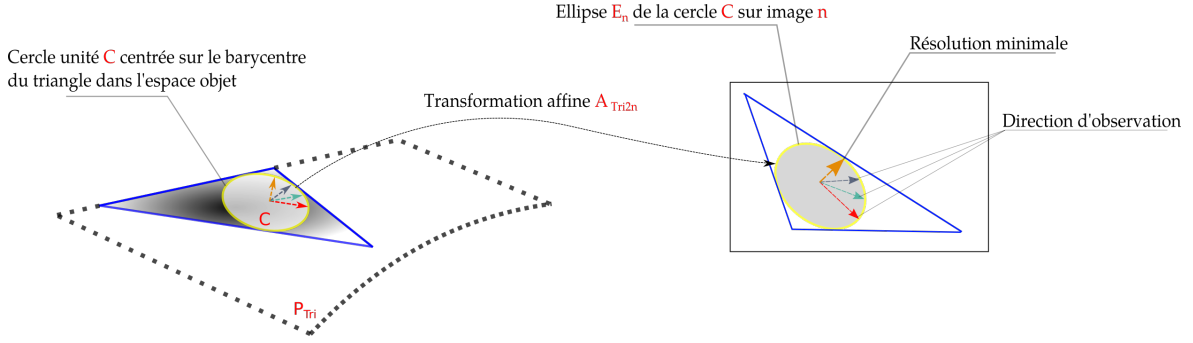 Ellipse En de la cercle C sur image n
Résolution minimale
Cercle unité C centrée sur le barycentre
du triangle dans l'espace objet
Transformation affine A Tri2n
Direction d'observation
C
PTri